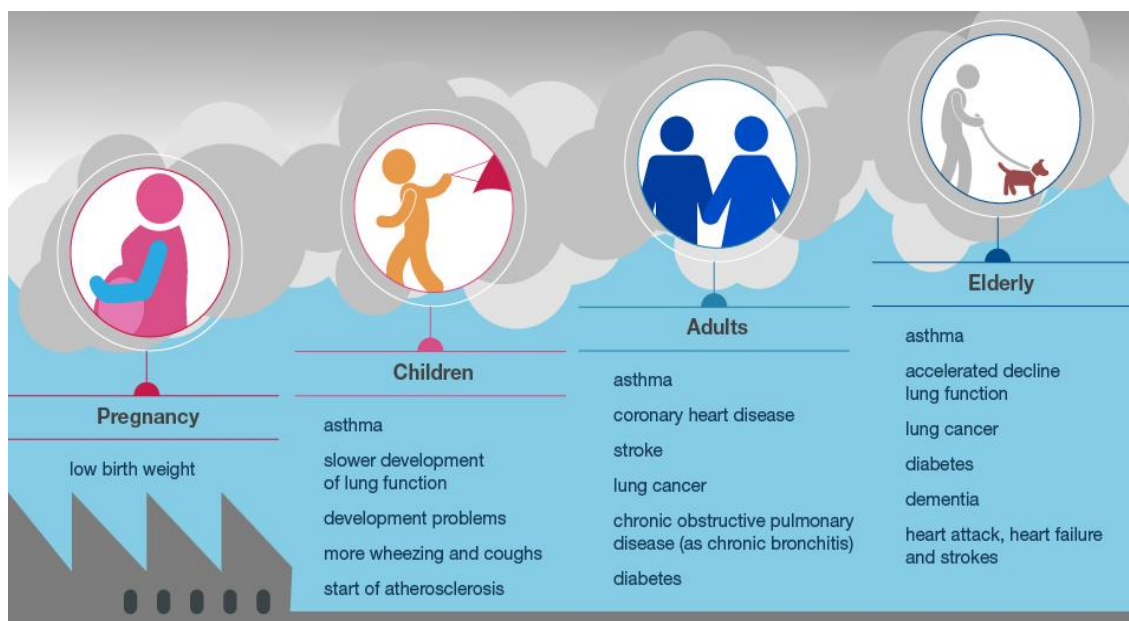 Pregnancy
low birth weight
Children
asthma
slower development
of lung function
development problems
more wheezing and coughs
start of atherosclerosis
Adults
asthma
coronary heart disease
stroke
lung cancer
chronic obstructive pulmonary
disease (as chronic bronchitis)
diabetes
Elderly
asthma
accelerated decline
lung function
lung cancer
diabetes
dementia
heart attack, heart failure
and strokes